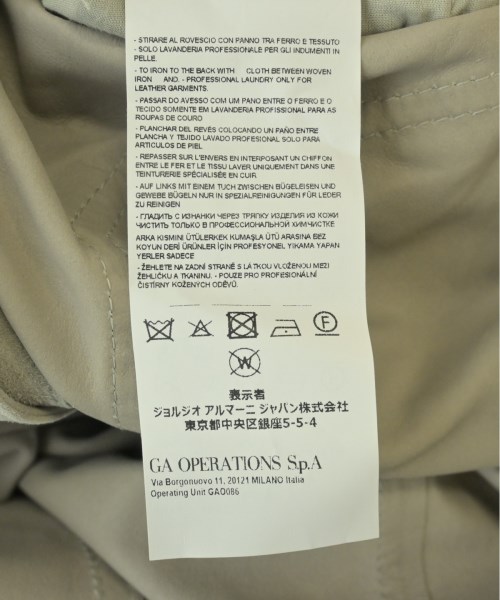 - STIRARE AL ROVESCIO CON PANNO TRA FERRO E TESSUTO
- SOLO LAVANDERIA PROFESSIONALE PER GLI INDUMENTI IN
PELLE
- TO IRON TO THE BACK WITH CLOTH BETWEEN WOVEN
IRON AND. - PROFESSIONAL LAUNDRY ONLY FOR
LEATHER GARMENTS.
- PASSAR DO AVESSO COM UM PANO ENTRE O FERRO E O
TECIDO SOMENTE EM LAVANDERIA PROFISSIONAL PARA AS
ROUPAS DE COURO
- PLANCHAR DEL REVÉS COLOCANDO UN PAÑO ENTRE
PLANCHA Y TEJIDO LAVADO PROFESIONAL SOLO PARA
ARTICULOS DE PIEL
- REPASSER SUR L'ENVERS EN INTERPOSANT UN CHIFFON
ENTRE LE FER ET LE TISSU LAVER UNIQUEMENT DANS UNE
TEINTURERIE SPÉCIALISÉE EN CUIR.
- AUF LINKS MIT EINEM TUCH ZWISCHEN BÜGELEISEN UND
GEWEBE BÜGELN NUR IN SPEZIALREINIGUNGEN FÜR LEDER
ZU REINIGEN
- ГЛАДИТЬ С ИЗНАНКИ ЧЕРЕЗ ТРЯПКУ ИЗДЕЛИЯ ИЗ КОЖИ
ЧИСТИТЬ ТОЛЬКО В ПРОФЕССИОНАЛЬНОЙ ХИМЧИСТКЕ
ARKA KISMINI ÜTÜLERKEK KUMAŞLA ÜTÜ ARASINA BEZ
KOYUN DERİ ÜRÜNLER İÇİN PROFESYONEL YIKAMA YAPAN
YERLER SADECE
- ŽEHLETE NA ZADNÍ STRANĚ S LÁTKOU VLOŽENOU MEZI
ŽEHLIČKU A TKANINU. - POUZE PRO PROFESIONÁLNÍ
ČISTÍRNY KOŽENÝCH ODĚVŮ.
F
W
表示者
ジョルジオ アルマーニ ジャパン株式会社
東京都中央区銀座5-5-4
GA OPERATIONS S.p.A
Via Borgonuovo 11, 20121 MILANO Italia
Operating Unit GAO086